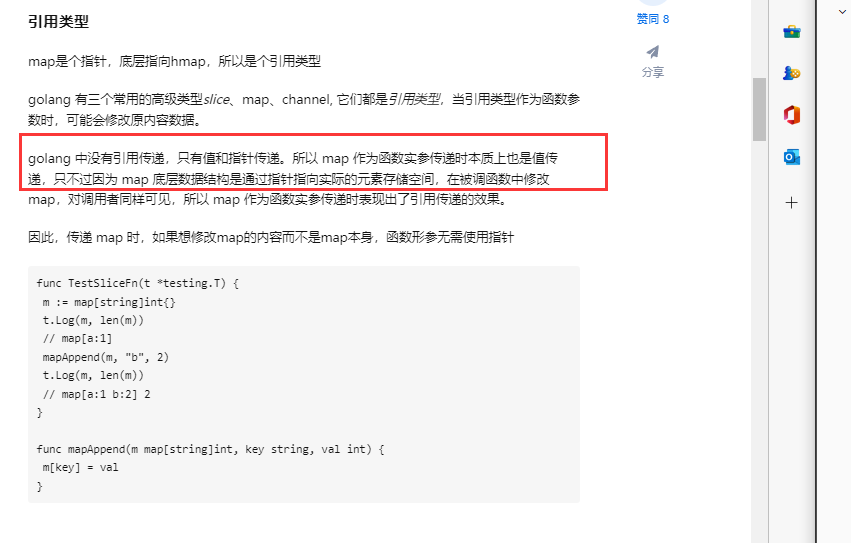 引用类型
赞同 8
分享
map是个指针，底层指向hmap，所以是个引用类型
golang 有三个常用的高级类型slice、map、channel, 它们都是引用类型，当引用类型作为函数参
数时，可能会修改原内容数据。
golang 中没有引用传递，只有值和指针传递。所以 map 作为函数实参传递时本质上也是值传
递，只不过因为 map 底层数据结构是通过指针指向实际的元素存储空间，在被调函数中修改
map，对调用者同样可见，所以 map 作为函数实参传递时表现出了引用传递的效果。
因此，传递 map 时，如果想修改map的内容而不是map本身，函数形参无需使用指针
func TestSliceFn(t *testing.T) {
 m := map[string]int{}
 t.Log(m, len(m))
 // map[a:1]
 mapAppend(m, "b", 2)
 t.Log(m, len(m))
 // map[a:1 b:2] 2
}
func mapAppend(m map[string]int, key string, val int) {
 m[key] = val
}